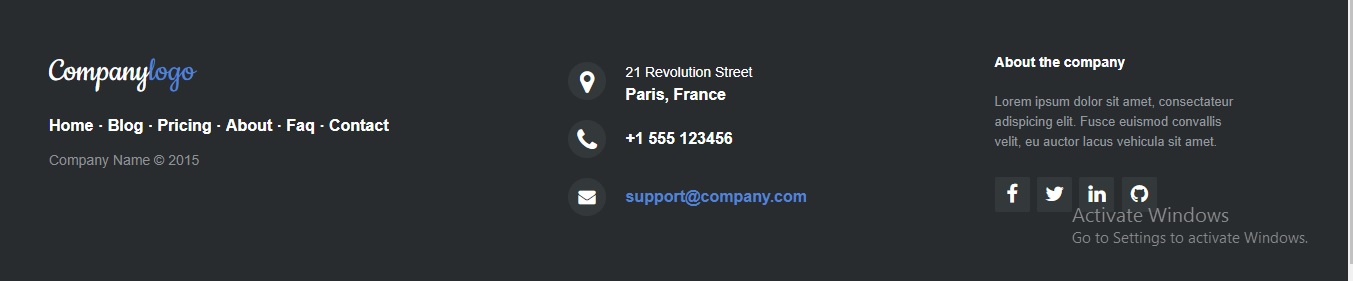 Companylogo
Home · Blog · Pricing · About · Faq · Contact
Company Name © 2015
21 Revolution Street
Paris, France
+1 555 123456
support@company.com
About the company
Lorem ipsum dolor sit amet, consectateur
adispicing elit. Fusce euismod convallis
velit, eu auctor lacus vehicula sit amet.
Activate Windows
Go to Settings to activate Windows.